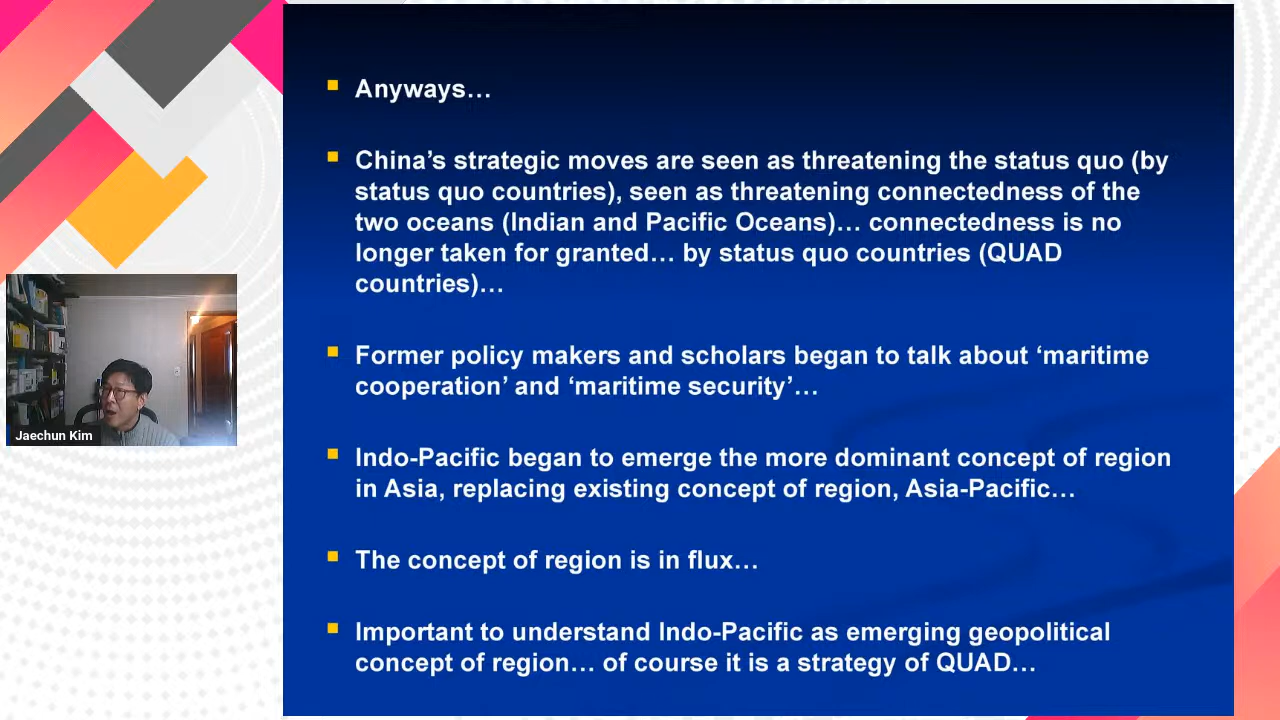 Anyways…
China’s strategic moves are seen as threatening the status quo (by
status quo countries), seen as threatening connectedness of the
two oceans (Indian and Pacific Oceans)… connectedness is no
longer taken for granted… by status quo countries (QUAD
countries)…
Former policy makers and scholars began to talk about ‘maritime
cooperation’ and ‘maritime security’…
Indo-Pacific began to emerge the more dominant concept of region
in Asia, replacing existing concept of region, Asia-Pacific…
The concept of region is in flux…
Important to understand Indo-Pacific as emerging geopolitical
concept of region… of course it is a strategy of QUAD…
Jaechun Kim